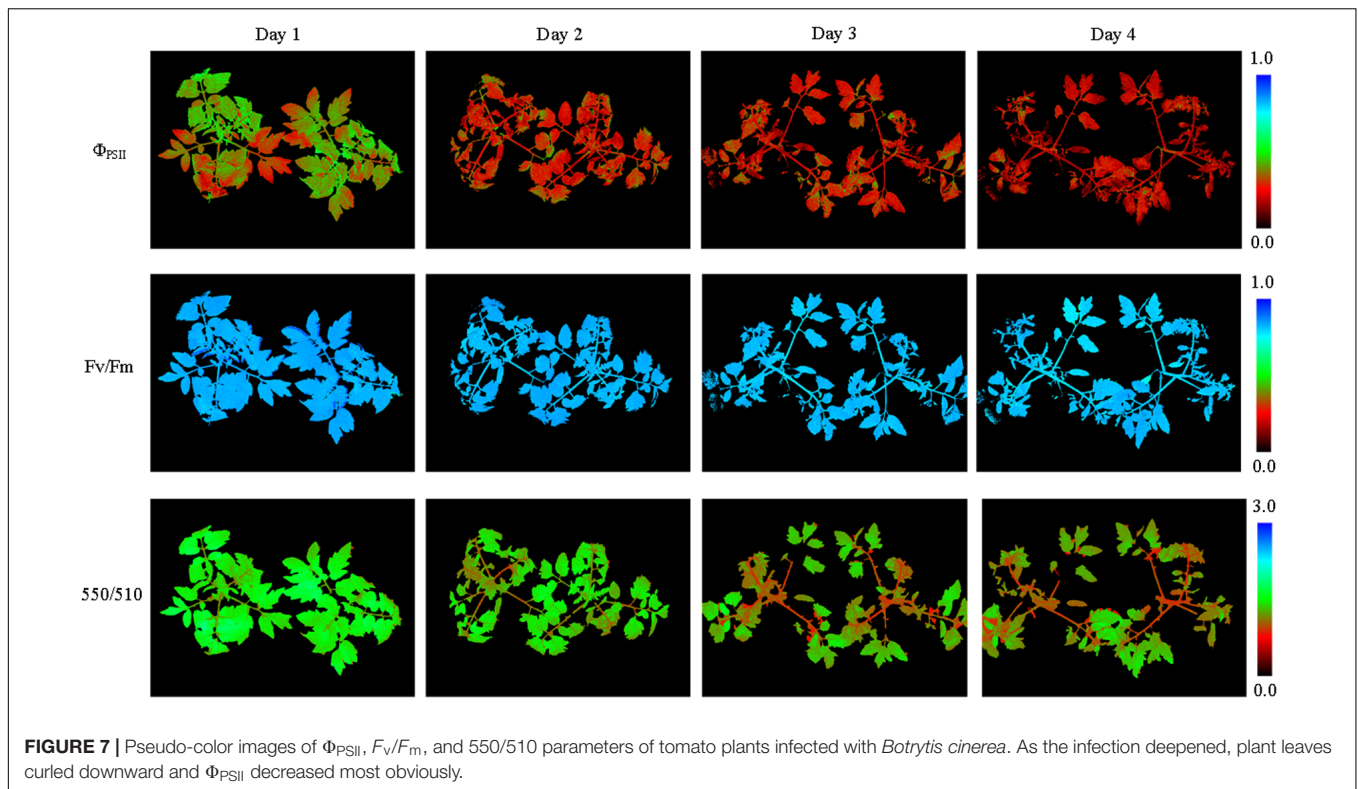 Day 1 Day 2 Day 3 Day 4
1.0
ΦPSII
0.0
1.0
Fv/Fm
0.0
3.0
550/510
0.0
FIGURE 7 | Pseudo-color images of ΦPSII, Fv/Fm, and 550/510 parameters of tomato plants infected with Botrytis cinerea. As the infection deepened, plant leaves
curled downward and ΦPSII decreased most obviously.